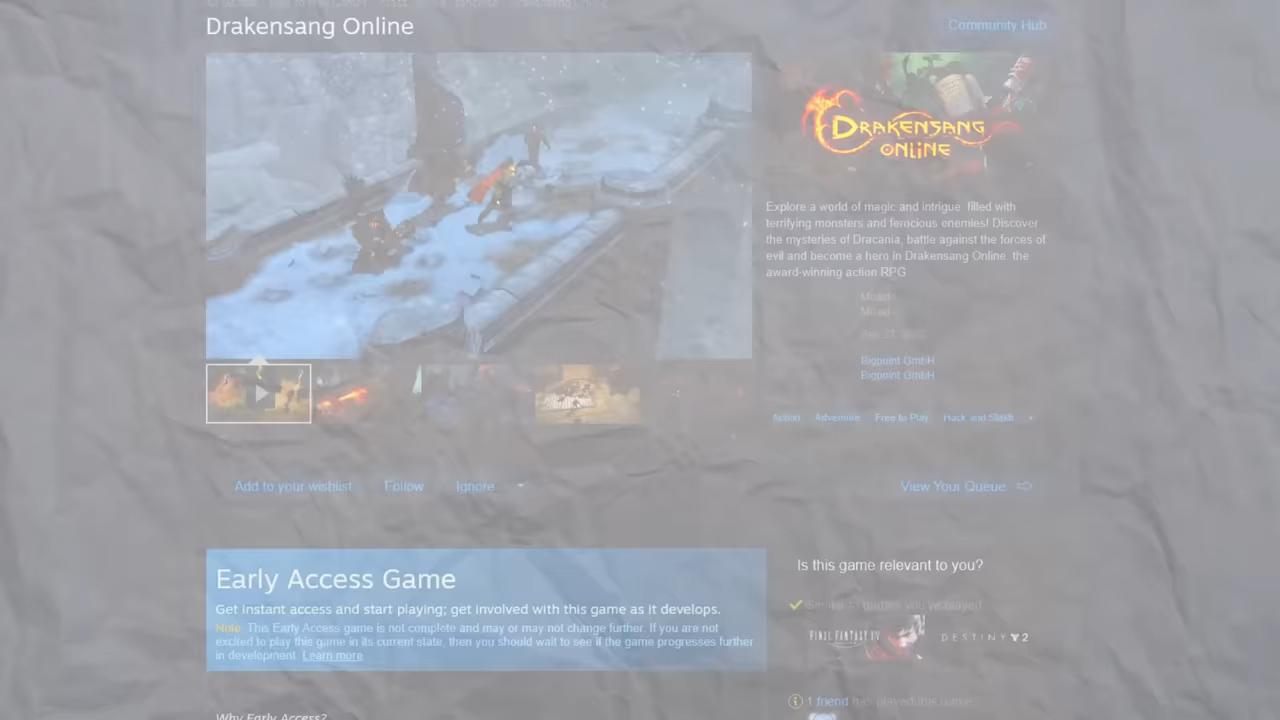 Drakensang Online
Community Hub
DRAKENSANG
ONLINE
Explore a world of magic and intrigue filled with
terrifying monsters and ferocious enemies! Discover
the mysteries of Dracania, battle against the forces of
evil and become a hero in Drakensang Online the
award-winning action RPG
Mixed
Mixed
Bigpoint GmbH
Bigpoint GmbH
Action Adventure Free to Play Hack and Slash
Add to your wishlist Follow Ignore
View Your Queue
Early Access Game
Get instant access and start playing; get involved with this game as it develops.
Note: This Early Access game is not complete and may or may not change further. If you are not
excited to play this game in its current state, then you should wait to see if the game progresses further
in development. Learn more
Why Early Access?
Is this game relevant to you?
Similar to games you've played
FINAL FANTASY XV DESTINY 2
1 friend has played this game